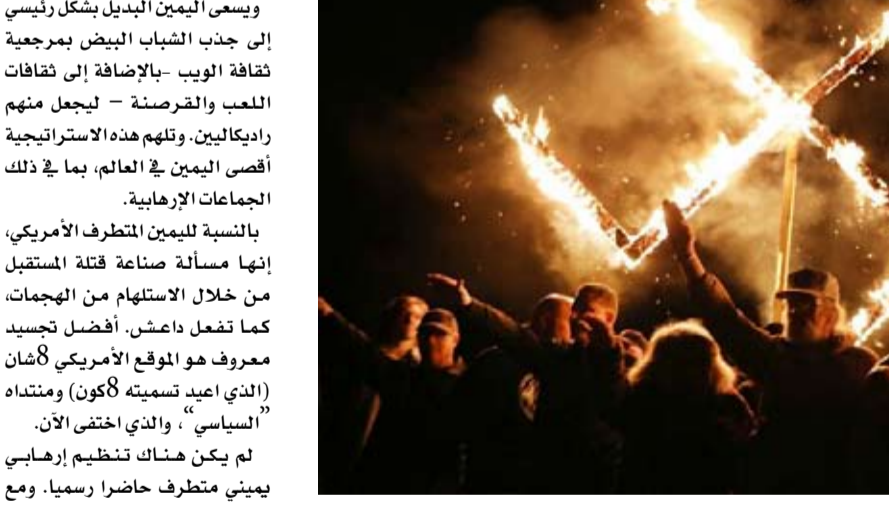 ويسعى اليمين البديل بشكل رئيسي
إلى جذب الشباب البيض بمرجعية
ثقافة الويب -بالإضافة إلى ثقافات
اللعب والقرصنة – ليجعل منهم
راديكاليين. وتلهم هذه الاستراتيجية
أقصى اليمين في العالم، بما في ذلك
الجماعات الإرهابية.
بالنسبة لليمين المتطرف الأمريكي،
إنها مسألة صناعة قتلة المستقبل
من خلال الاستلهام من الهجمات،
كما تفعل داعش. أفضل تجسيد
معروف هو الموقع الأمريكي 8شان
(الذي اعيد تسميته 8كون) ومنتداه
”السياسي“، والذي اختفى الآن.
لم يكن هناك تنظيم إرهابي
يميني متطرف حاضرا رسميا. ومع